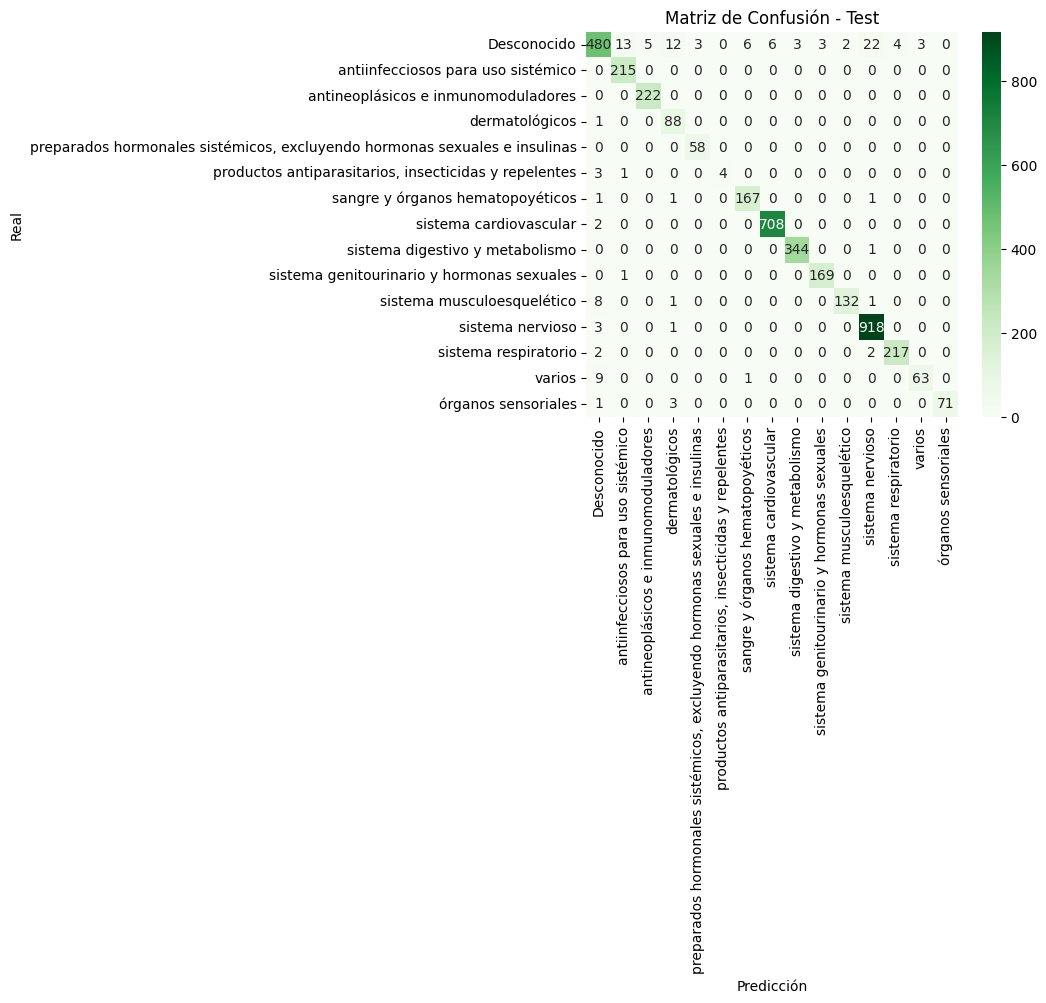 Matriz de Confusión - Test
Real
Desconocido 480 13 5 12 3 0 6 6 3 3 2 22 4 3 0
antiinfecciosos para uso sistémico 0 215 0 0 0 0 0 0 0 0 0 0 0 0 0
antineoplásicos e inmunomoduladores 0 0 222 0 0 0 0 0 0 0 0 0 0 0 0
dermatológicos 1 0 0 88 0 0 0 0 0 0 0 0 0 0 0
preparados hormonales sistémicos, excluyendo hormonas sexuales e insulinas 0 0 0 0 58 0 0 0 0 0 0 0 0 0 0
productos antiparasitarios, insecticidas y repelentes 3 1 0 0 0 4 0 0 0 0 0 0 0 0 0
sangre y órganos hematopoyéticos 1 0 0 1 0 0 167 0 0 0 0 1 0 0 0
sistema cardiovascular 2 0 0 0 0 0 0 708 0 0 0 0 0 0 0
sistema digestivo y metabolismo 0 0 0 0 0 0 0 0 344 0 0 1 0 0 0
sistema genitourinario y hormonas sexuales 0 1 0 0 0 0 0 0 0 169 0 0 0 0 0
sistema musculoesquelético 8 0 0 1 0 0 0 0 0 0 132 1 0 0 0
sistema nervioso 3 0 0 1 0 0 0 0 0 0 0 918 0 0 0
sistema respiratorio 2 0 0 0 0 0 0 0 0 0 0 2 217 0 0
varios 9 0 0 0 0 0 1 0 0 0 0 0 0 63 0
órganos sensoriales 1 0 0 3 0 0 0 0 0 0 0 0 0 0 71
Desconocido
antiinfecciosos para uso sistémico
antineoplásicos e inmunomoduladores
dermatológicos
preparados hormonales sistémicos, excluyendo hormonas sexuales e insulinas
productos antiparasitarios, insecticidas y repelentes
sangre y órganos hematopoyéticos
sistema cardiovascular
sistema digestivo y metabolismo
sistema genitourinario y hormonas sexuales
sistema musculoesquelético
sistema nervioso
sistema respiratorio
varios
órganos sensoriales
Predicción
800
600
400
200
0